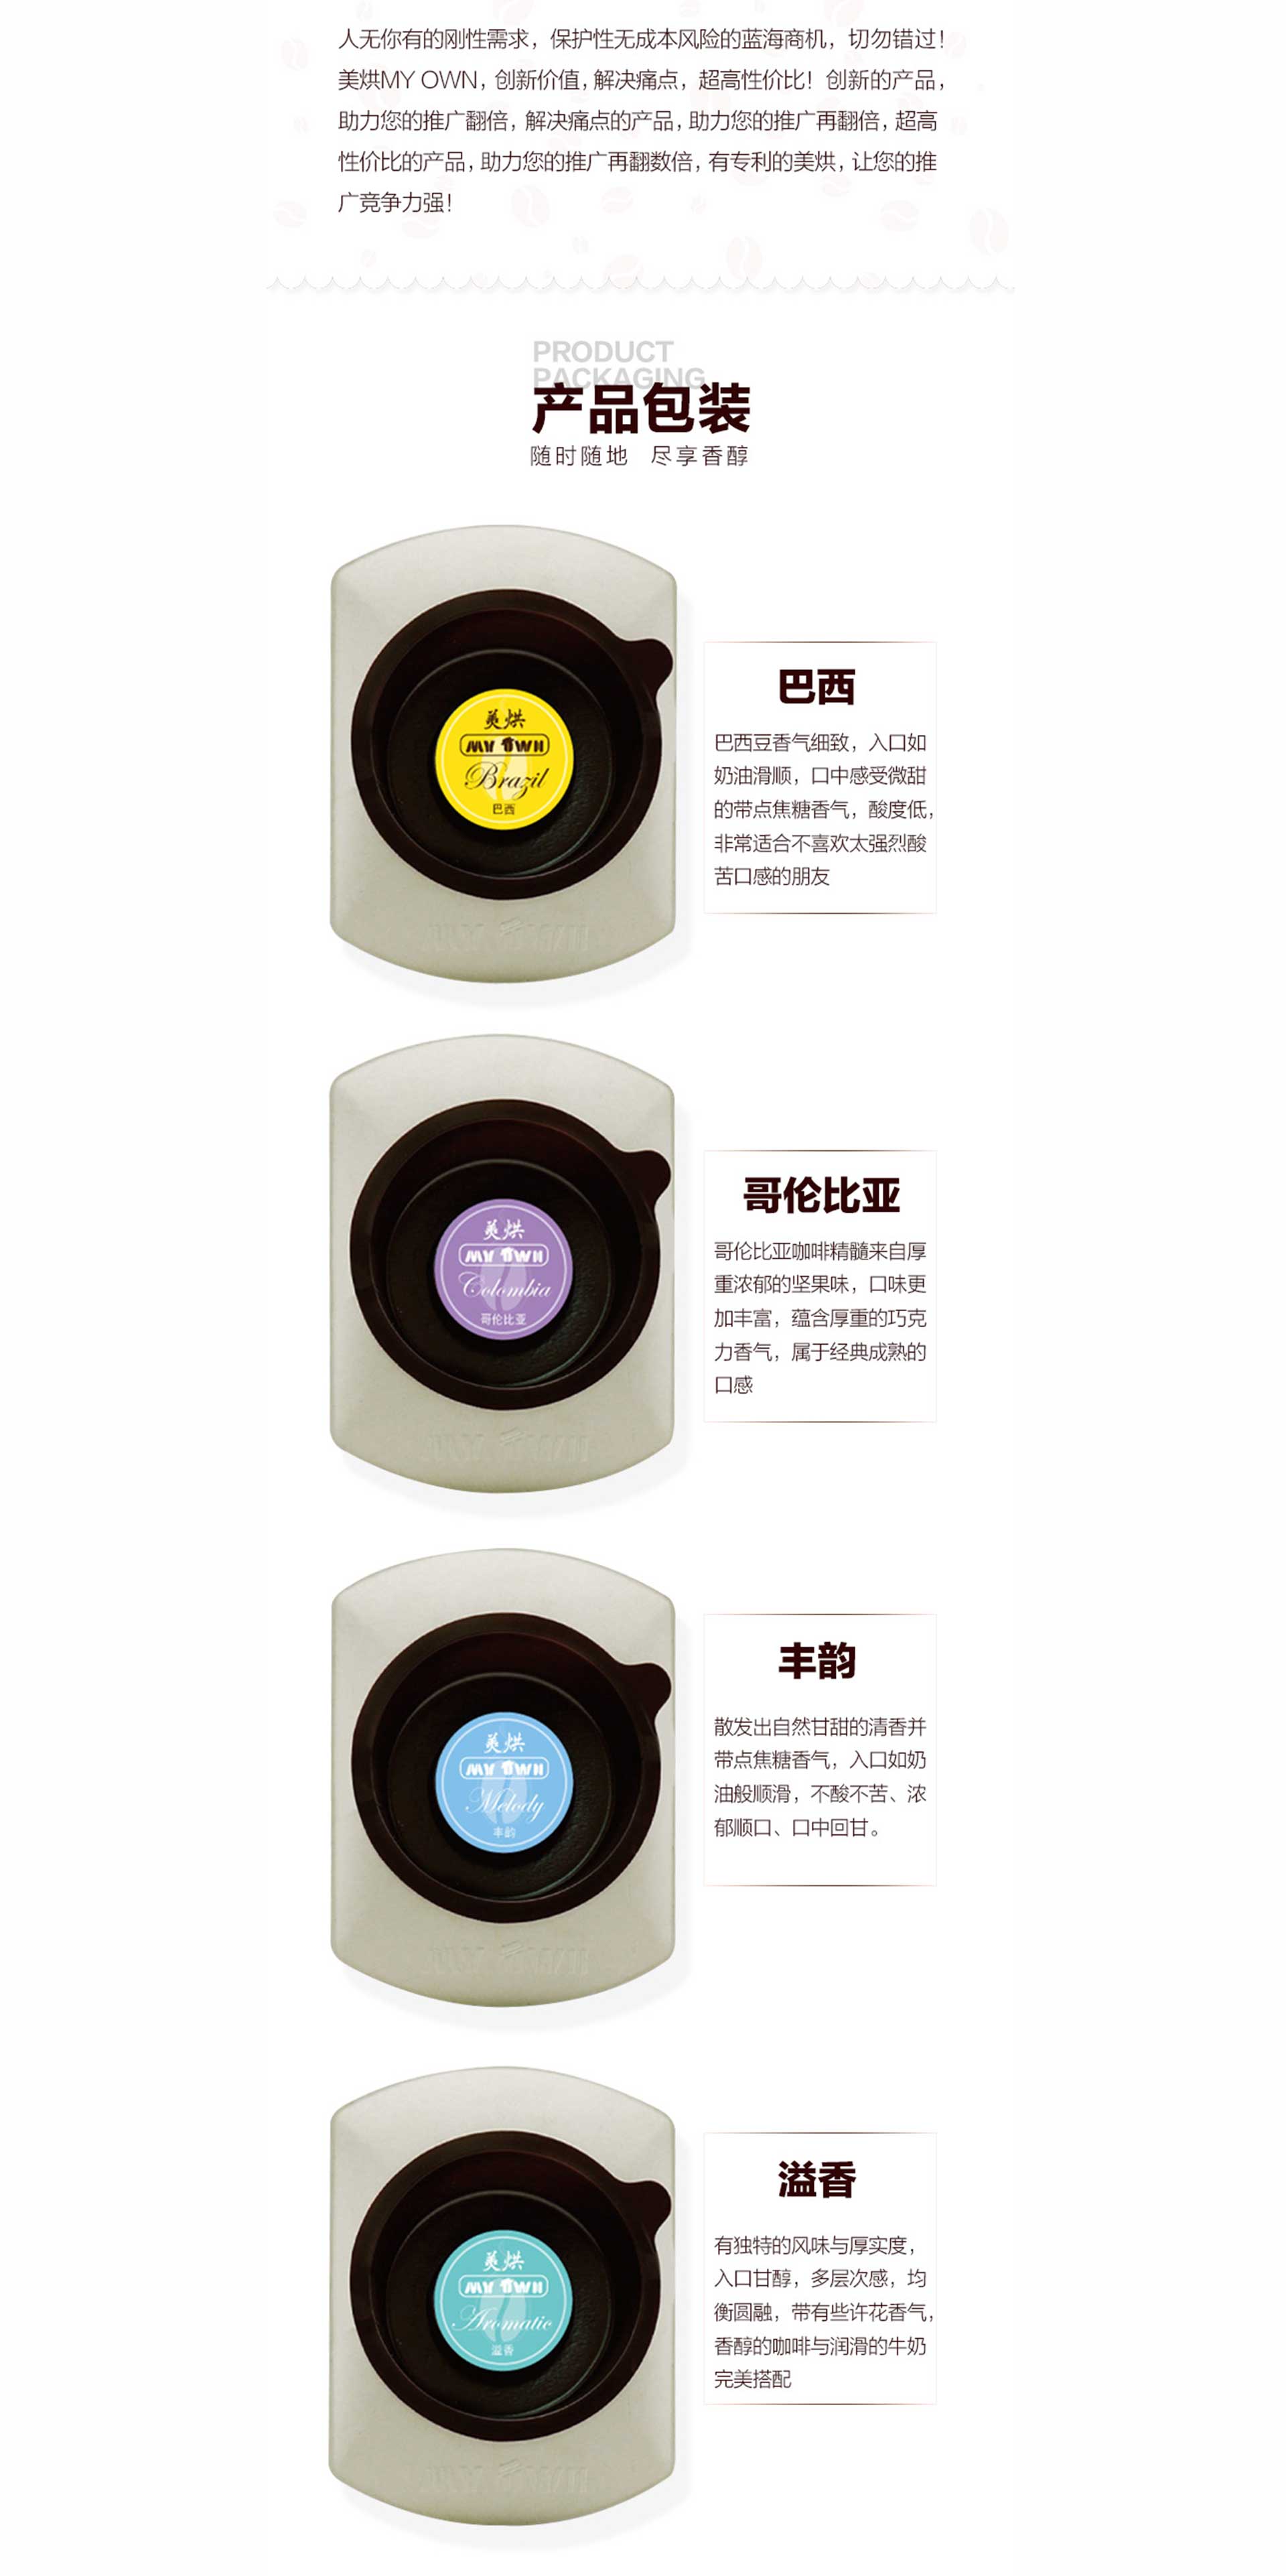 人无你有的刚性需求，保护性无成本风险的蓝海商机，切勿错过！
美烘MY OWN，创新价值，解决痛点，超高性价比！创新的产品，
助力您的推广翻倍，解决痛点的产品，助力您的推广再翻倍，超高
性价比的产品，助力您的推广再翻数倍，有专利的美烘，让您的推
广竞争力强！
PRODUCT
PACKAGING
产品包装
随时随地 尽享香醇
美烘
MY OWN
Brazil
巴西
MY OWN
巴西
巴西豆香气细致，入口如
奶油滑顺，口中感受微甜
的带点焦糖香气，酸度低，
非常适合不喜欢太强烈酸
苦口感的朋友
美烘
MY OWN
Colombia
哥伦比亚
MY OWN
哥伦比亚
哥伦比亚咖啡精髓来自厚
重浓郁的坚果味，口味更
加丰富，蕴含厚重的巧克
力香气，属于经典成熟的
口感
美烘
MY OWN
Melody
丰韵
MY OWN
丰韵
散发出自然甘甜的清香并
带点焦糖香气，入口如奶
油般顺滑，不酸不苦、浓
郁顺口、口中回甘。
美烘
MY OWN
Aromatic
溢香
MY OWN
溢香
有独特的风味与厚实度，
入口甘醇，多层次感，均
衡圆融，带有些许花香气，
香醇的咖啡与润滑的牛奶
完美搭配